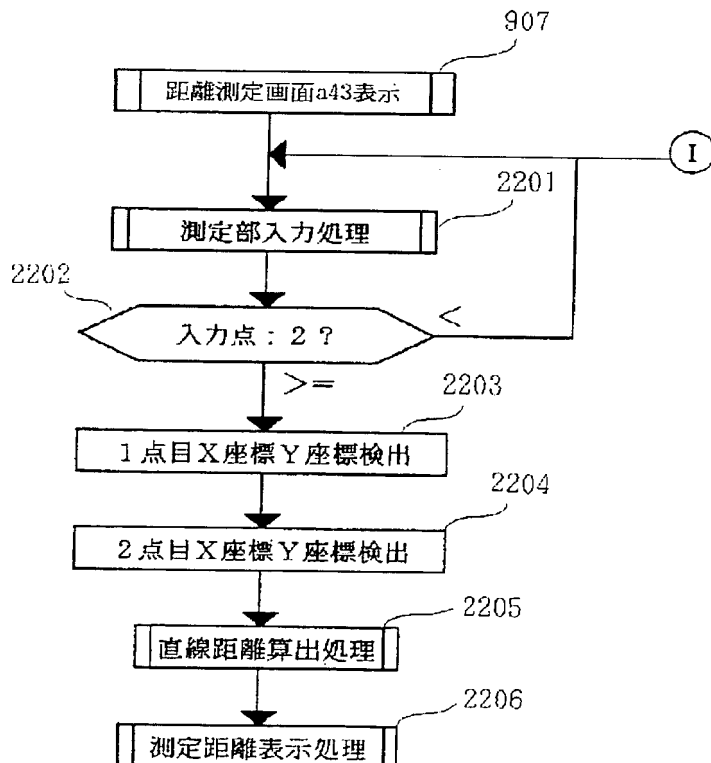 907
距離測定画面a43表示
I
2201
測定部入力処理
2202
入力点:2?
<
>=
2203
1点目X座標Y座標検出
2204
2点目X座標Y座標検出
2205
直線距離算出処理
2206
測定距離表示処理